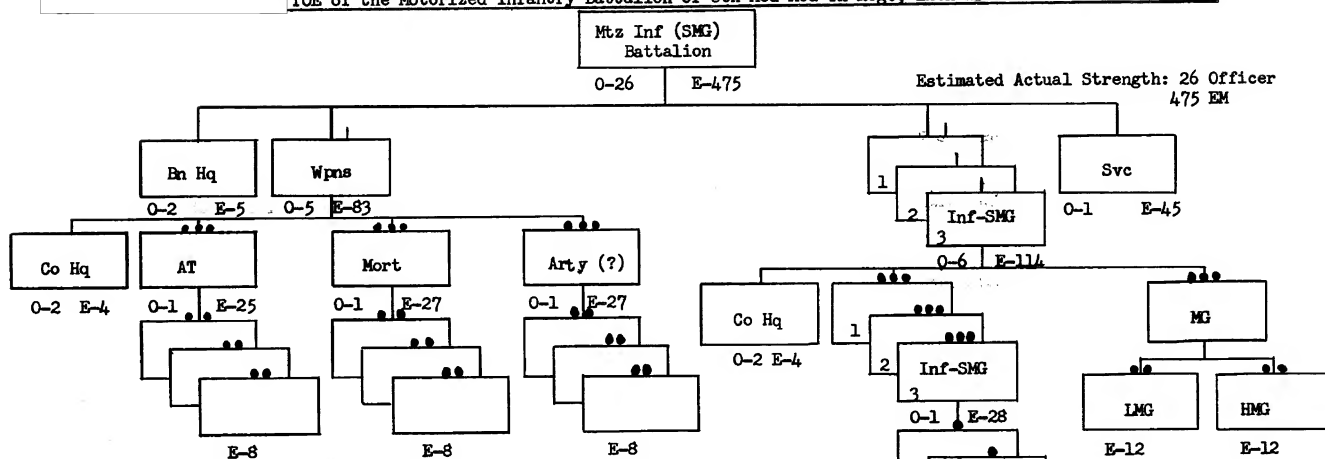 TOE of the Motorized Infantry Battalion of
Mtz Inf (SMG)
Battalion
O-26 E-475
Estimated Actual Strength: 26 Officer
475 EM
Bn Hq
O-2 E-5
Wpns
O-5 E-83
1
2
3 Inf-SMG
O-6 E-114
Svc
O-1 E-45
Co Hq
O-2 E-4
AT
O-1 E-25
E-8
Mort
O-1 E-27
E-8
Arty (?)
O-1 E-27
E-8
Co Hq
O-2 E-4
1
2
3 Inf-SMG
O-1 E-28
MG
LMG
E-12
HMG
E-12